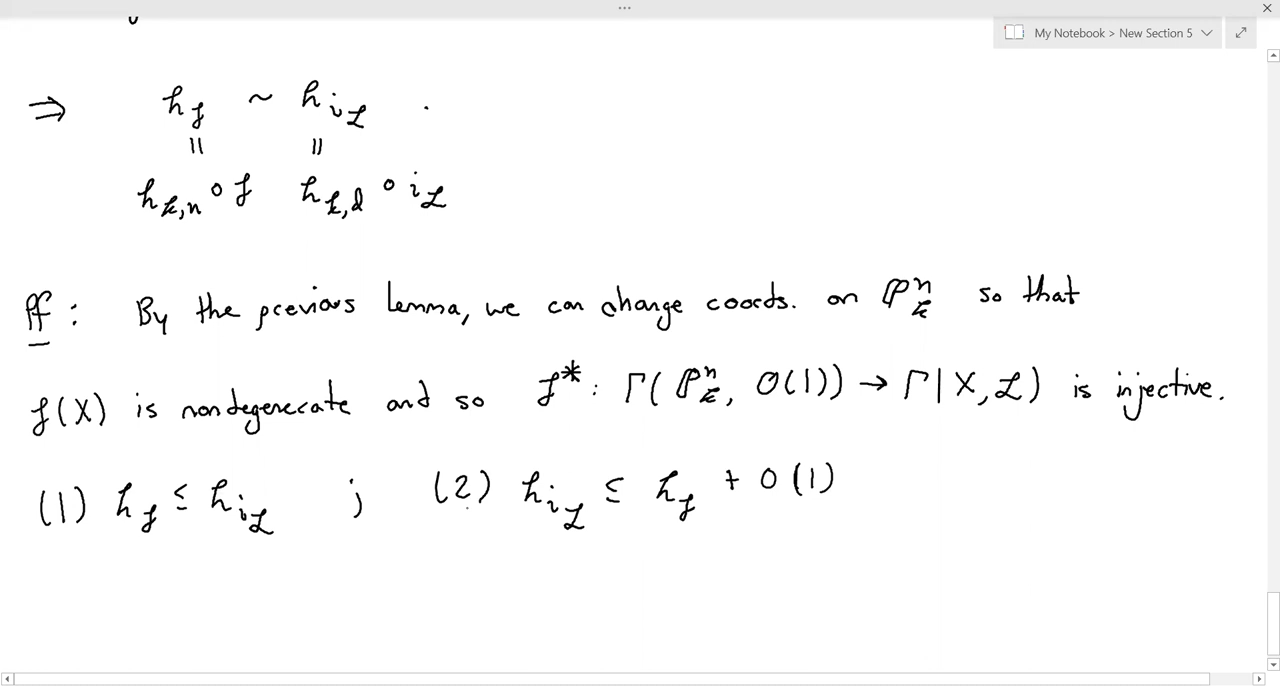 My Notebook > New Section 5
⇒ h_f ~ h_{i_ℒ} .
|| ||
h_{k,n} ∘ f h_{k,d} ∘ i_ℒ
pf : By the previous lemma, we can change coords. on ℙ^n_k so that
f(X) is nondegenerate and so f* : Γ(ℙ^n_k, O(1)) → Γ(X, ℒ) is injective.
(1) h_f ≤ h_{i_ℒ} ; (2) h_{i_ℒ} ≤ h_f + O(1)